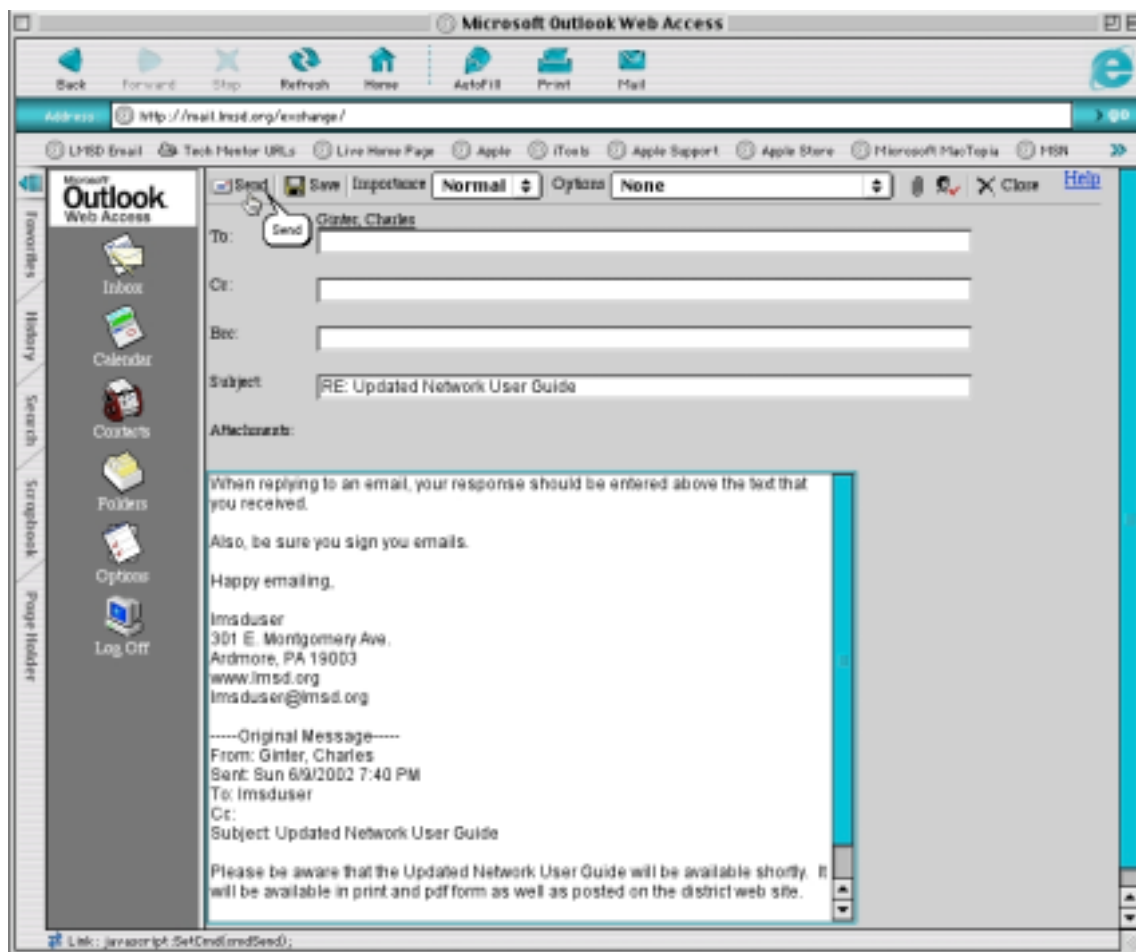 Microsoft Outlook Web Access
Back Forward Stop Refresh Home AutoFill Print Mail
Address: http://mail.lmsd.org/exchange/ GO
LMSD Email Tech Mentor URLs Live Home Page Apple iTools Apple Support Apple Store Microsoft MacTopia MSN
Favorites
History
Search
Scrapbook
Page Holder
Microsoft
Outlook
Web Access
Inbox
Calendar
Contacts
Folders
Options
Log Off
Send Save Importance Normal Options None Close Help
Send
Ginter, Charles
To:
Cc:
Bcc:
Subject: RE: Updated Network User Guide
Attachments:
When replying to an email, your response should be entered above the text that
you received.
Also, be sure you sign you emails.
Happy emailing,
lmsduser
301 E. Montgomery Ave.
Ardmore, PA 19003
www.lmsd.org
lmsduser@lmsd.org
-----Original Message-----
From: Ginter, Charles
Sent: Sun 6/9/2002 7:40 PM
To: lmsduser
Cc:
Subject: Updated Network User Guide
Please be aware that the Updated Network User Guide will be available shortly. It
will be available in print and pdf form as well as posted on the district web site.
Link: javascript:SetCmd(cmdSend);